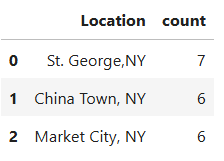 Location count
0 St. George,NY 7
1 China Town, NY 6
2 Market City, NY 6